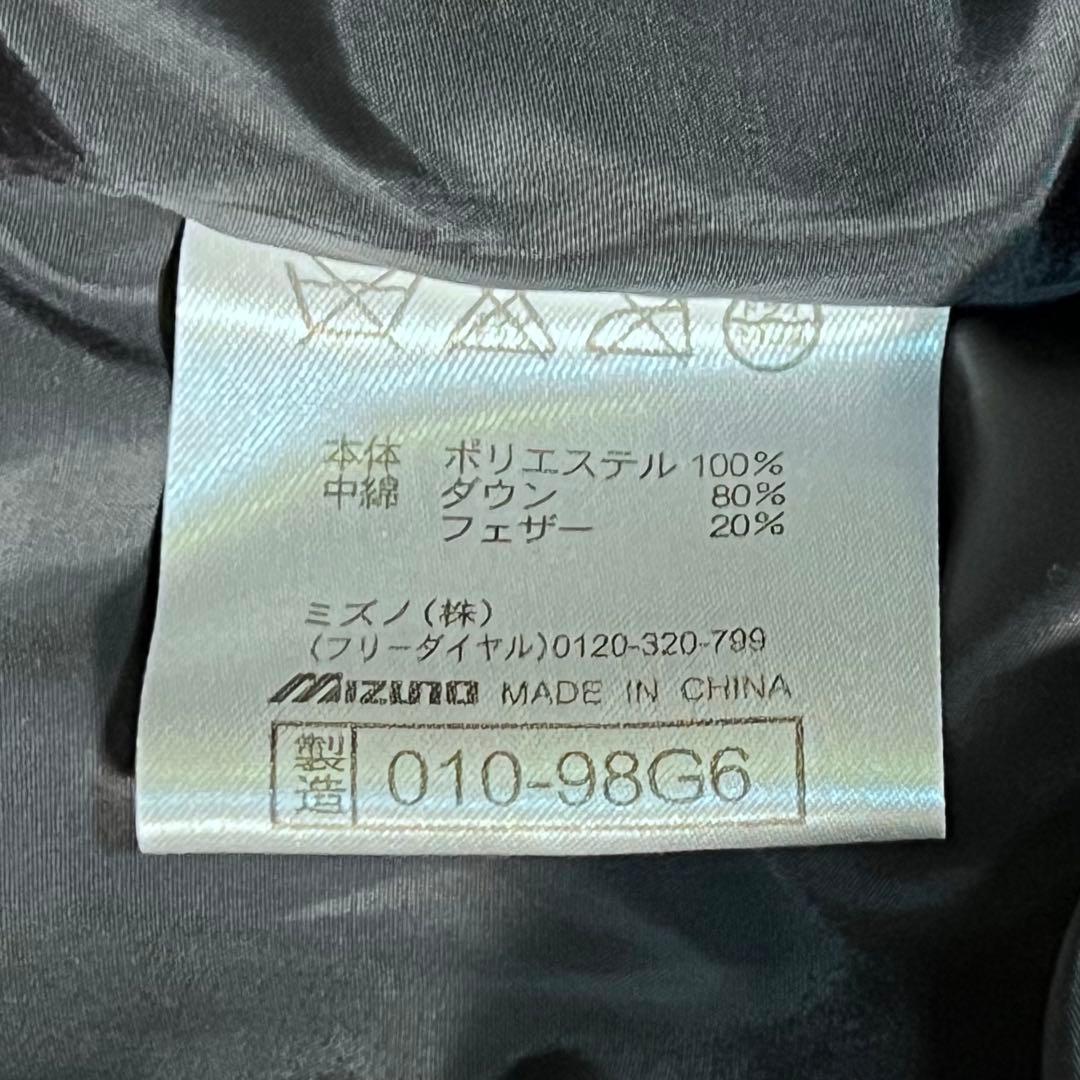 本体 ポリエステル 100%
中綿 ダウン 80%
フェザー 20%
ミズノ(株)
(フリーダイヤル)0120-320-799
MIZUNO MADE IN CHINA
製造 010-98G6